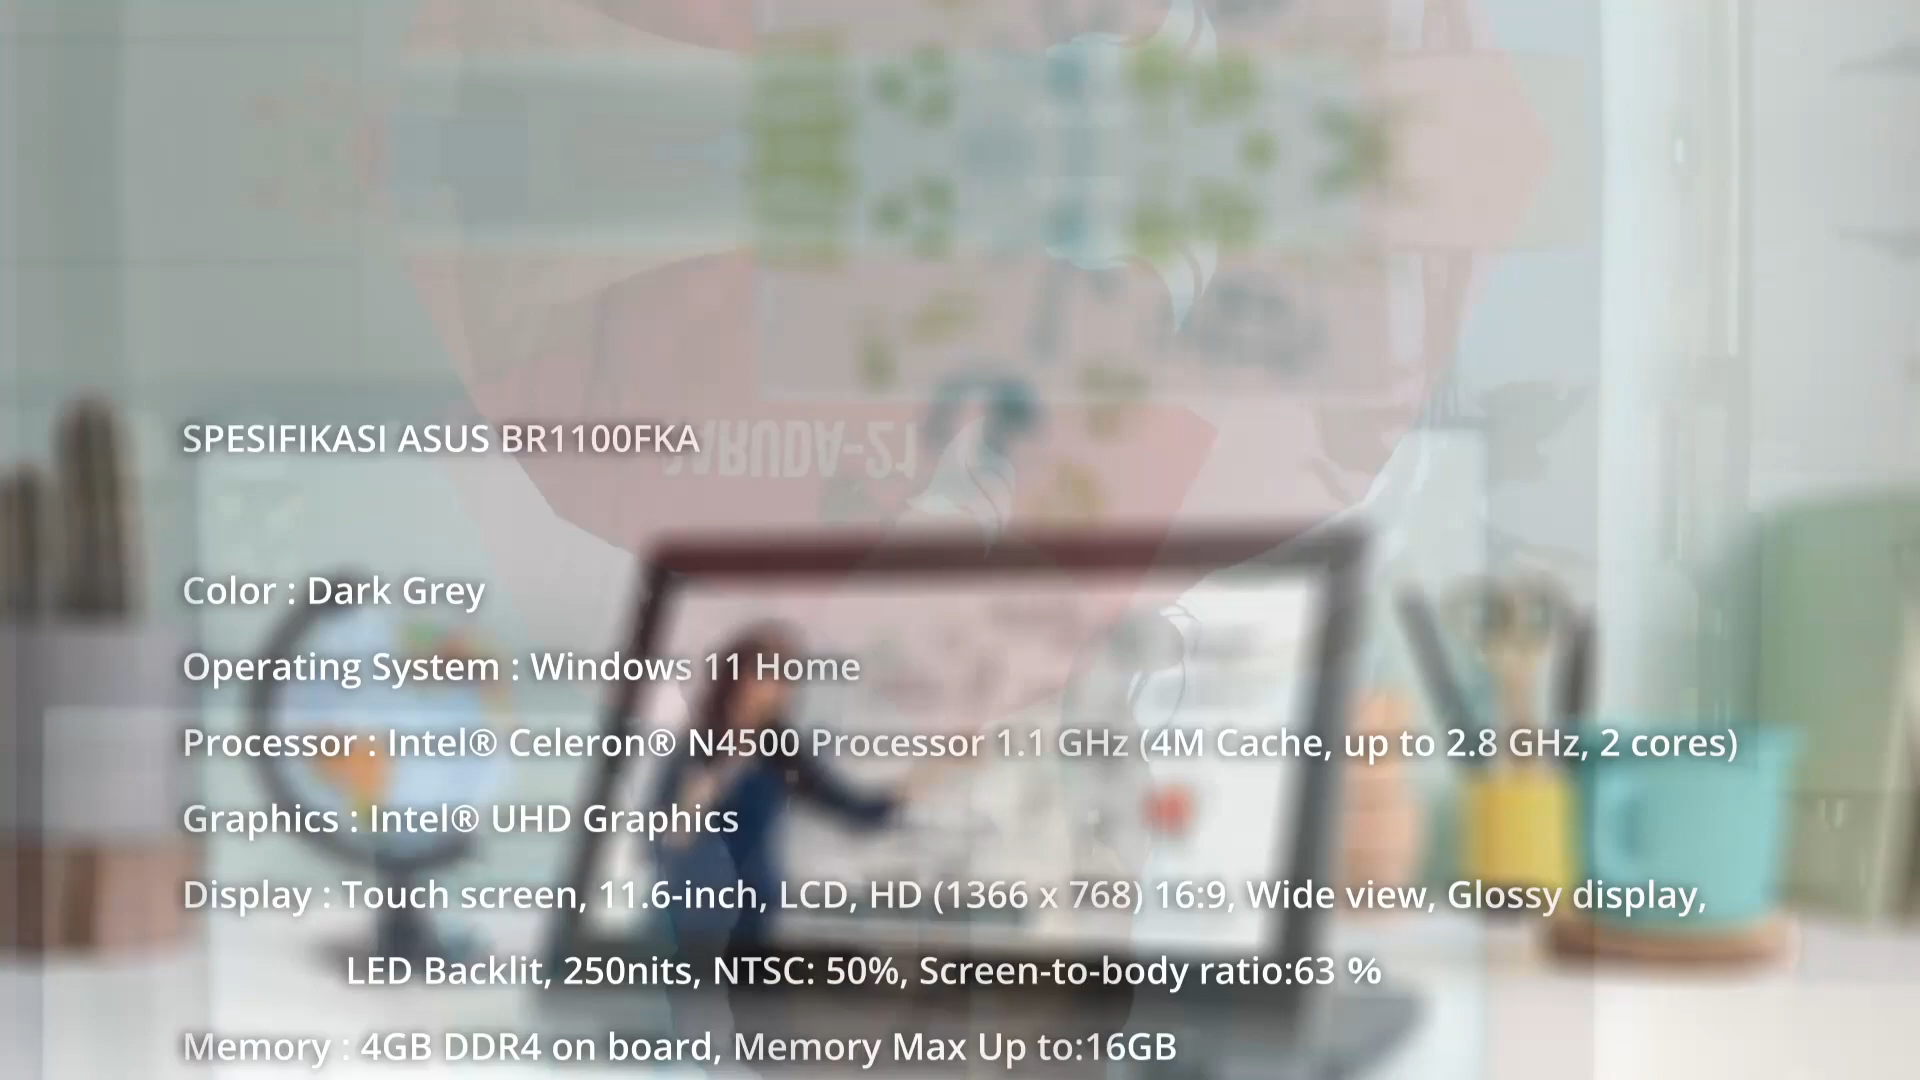 SPESIFIKASI ASUS BR1100FKA
GARUDA-21
Color : Dark Grey
Operating System : Windows 11 Home
Processor : Intel® Celeron® N4500 Processor 1.1 GHz (4M Cache, up to 2.8 GHz, 2 cores)
Graphics : Intel® UHD Graphics
Display : Touch screen, 11.6-inch, LCD, HD (1366 x 768) 16:9, Wide view, Glossy display,
LED Backlit, 250nits, NTSC: 50%, Screen-to-body ratio:63 %
Memory : 4GB DDR4 on board, Memory Max Up to:16GB